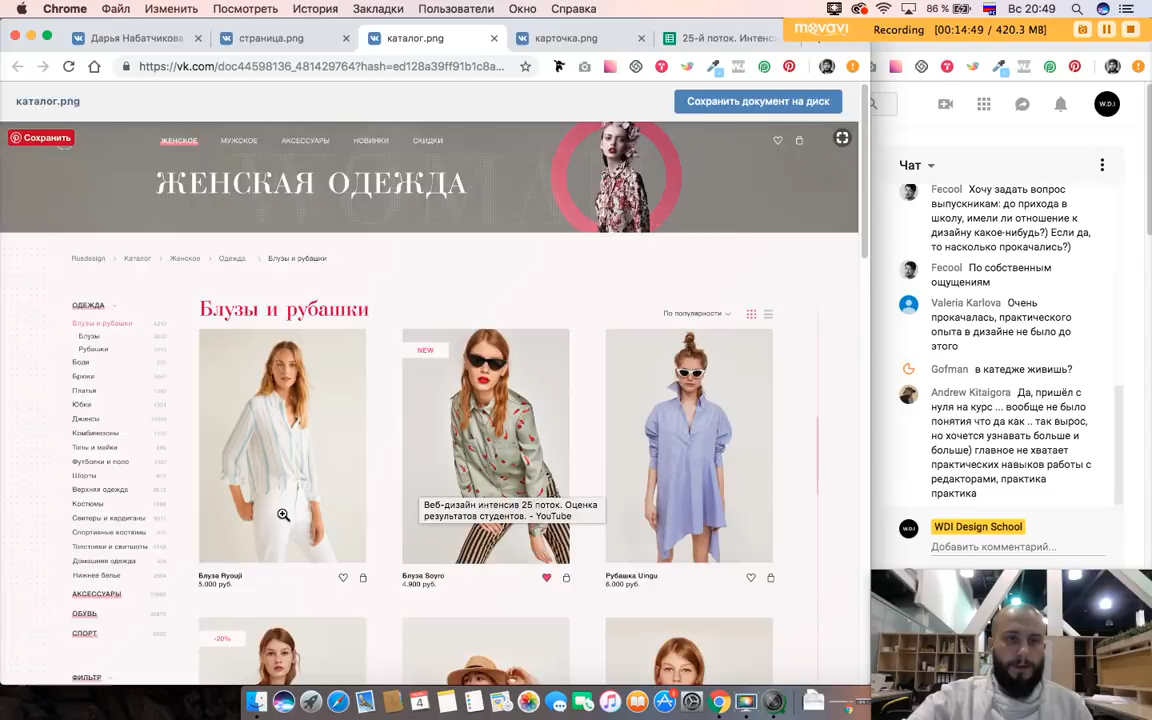 Chrome Файл Изменить Посмотреть История Закладки Пользователи Окно Справка
86 % Вс 20:49
movavi Recording [00:14:49 / 420.3 MB]
Дарья Набатчикова
страница.png
каталог.png
карточка.png
25-й поток. Интенс
https://vk.com/doc44598136_481429764?hash=ed128a39ff91b1c8a...
каталог.png
Сохранить документ на диск
Сохранить
ЖЕНСКОЕ МУЖСКОЕ АКСЕССУАРЫ НОВИНКИ СКИДКИ
ЖЕНСКАЯ ОДЕЖДА
Rusdesign Каталог Женское Одежда Блузы и рубашки
ОДЕЖДА
Блузы и рубашки
Блузы
Рубашки
Боди
Брюки
Платья
Юбки
Джинсы
Комбинезоны
Топы и майки
Футболки и поло
Шорты
Верхняя одежда
Костюмы
Свитеры и кардиганы
Спортивные костюмы
Толстовки и свитшоты
Домашняя одежда
Нижнее белье
АКСЕССУАРЫ
ОБУВЬ
СПОРТ
ФИЛЬТР
Блузы и рубашки
По популярности
NEW
Веб-дизайн интенсив 25 поток. Оценка
результатов студентов. - YouTube
Блуза Ryouji
5.000 руб.
Блуза Soyro
4.900 руб.
Рубашка Uingu
6.000 руб.
-20%
W.D.I
Чат
Fecool Хочу задать вопрос
выпускникам: до прихода в
школу, имели ли отношение к
дизайну какое-нибудь?) Если да,
то насколько прокачались?)
Fecool По собственным
ощущениям
Valeria Karlova Очень
прокачалась, практического
опыта в дизайне не было до
этого
Gofman в катедже живишь?
Andrew Kitaigora Да, пришёл с
нуля на курс ... вообще не было
понятия что да как .. так вырос,
но хочется узнавать больше и
больше) главное не хватает
практических навыков работы с
редакторами, практика
практика
W.D.I WDI Design School
Добавить комментарий...